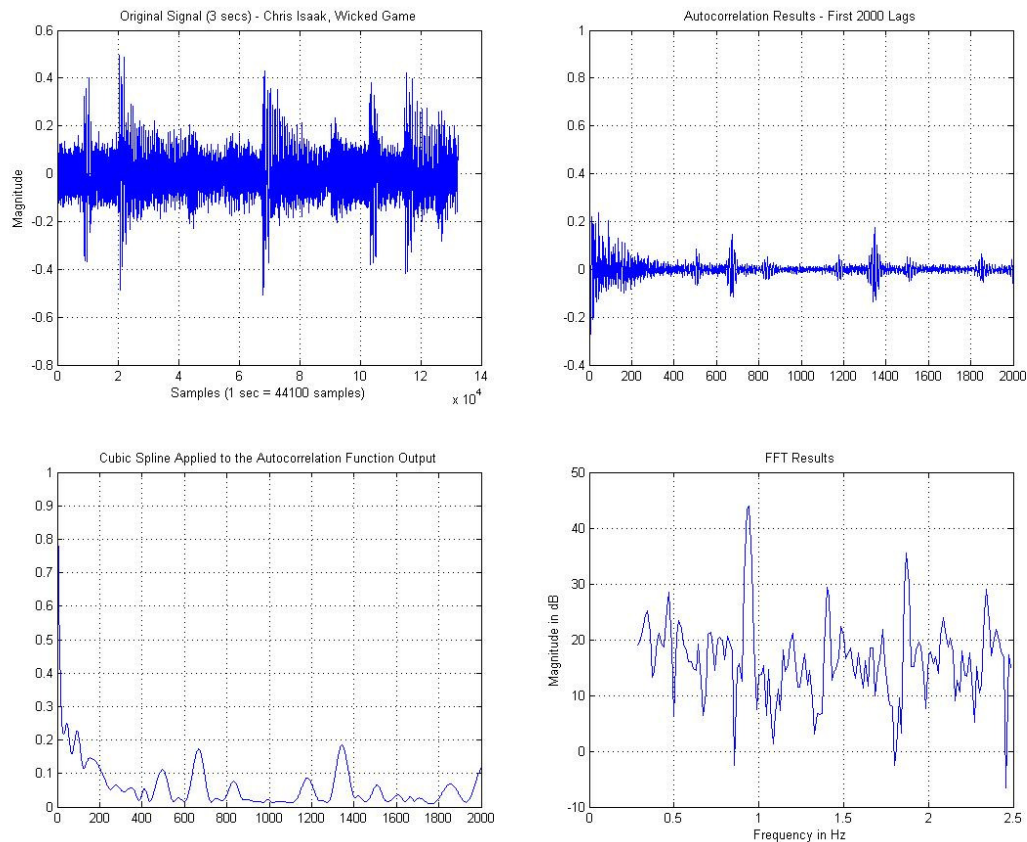 Original Signal (3 secs) - Chris Isaak, Wicked Game
0.6
0.4
0.2
0
-0.2
-0.4
-0.6
-0.8
Magnitude
0 2 4 6 8 10 12 14
Samples (1 sec = 44100 samples)
x 10^4
Autocorrelation Results - First 2000 Lags
1
0.8
0.6
0.4
0.2
0
-0.2
-0.4
0 200 400 600 800 1000 1200 1400 1600 1800 2000
Cubic Spline Applied to the Autocorrelation Function Output
1
0.9
0.8
0.7
0.6
0.5
0.4
0.3
0.2
0.1
0
0 200 400 600 800 1000 1200 1400 1600 1800 2000
FFT Results
50
40
30
20
10
0
-10
Magnitude in dB
0 0.5 1 1.5 2 2.5
Frequency in Hz